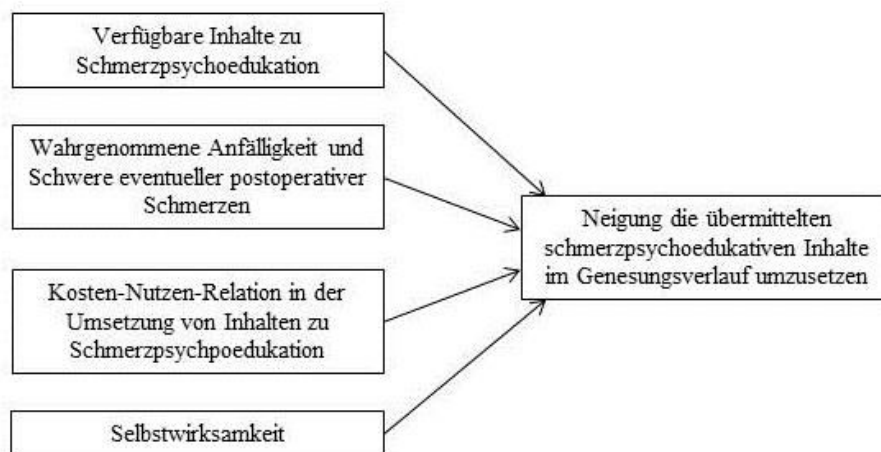 Verfügbare Inhalte zu
Schmerzpsychoedukation
Wahrgenommene Anfälligkeit und
Schwere eventueller postoperativer
Schmerzen
Kosten-Nutzen-Relation in der
Umsetzung von Inhalten zu
Schmerzpsychpoedukation
Selbstwirksamkeit
Neigung die übermittelten
schmerzpsychoedukativen Inhalte
im Genesungsverlauf umzusetzen